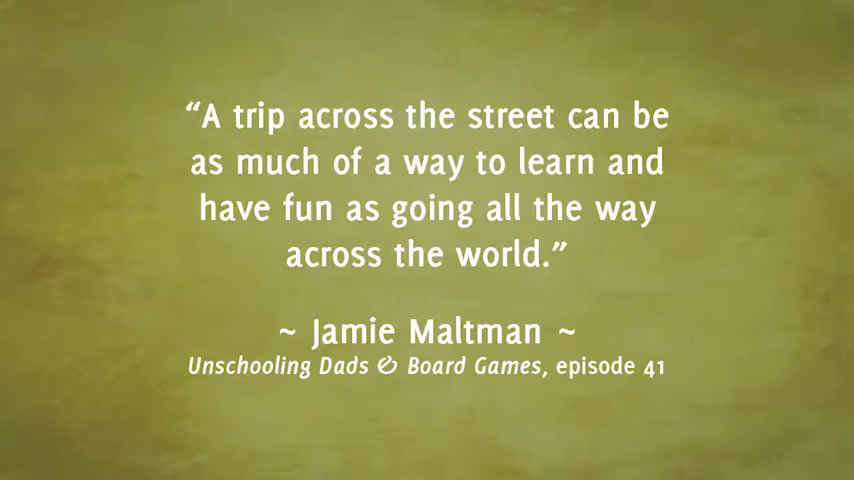 “A trip across the street can be
as much of a way to learn and
have fun as going all the way
across the world.”
~ Jamie Maltman ~
Unschooling Dads & Board Games, episode 41